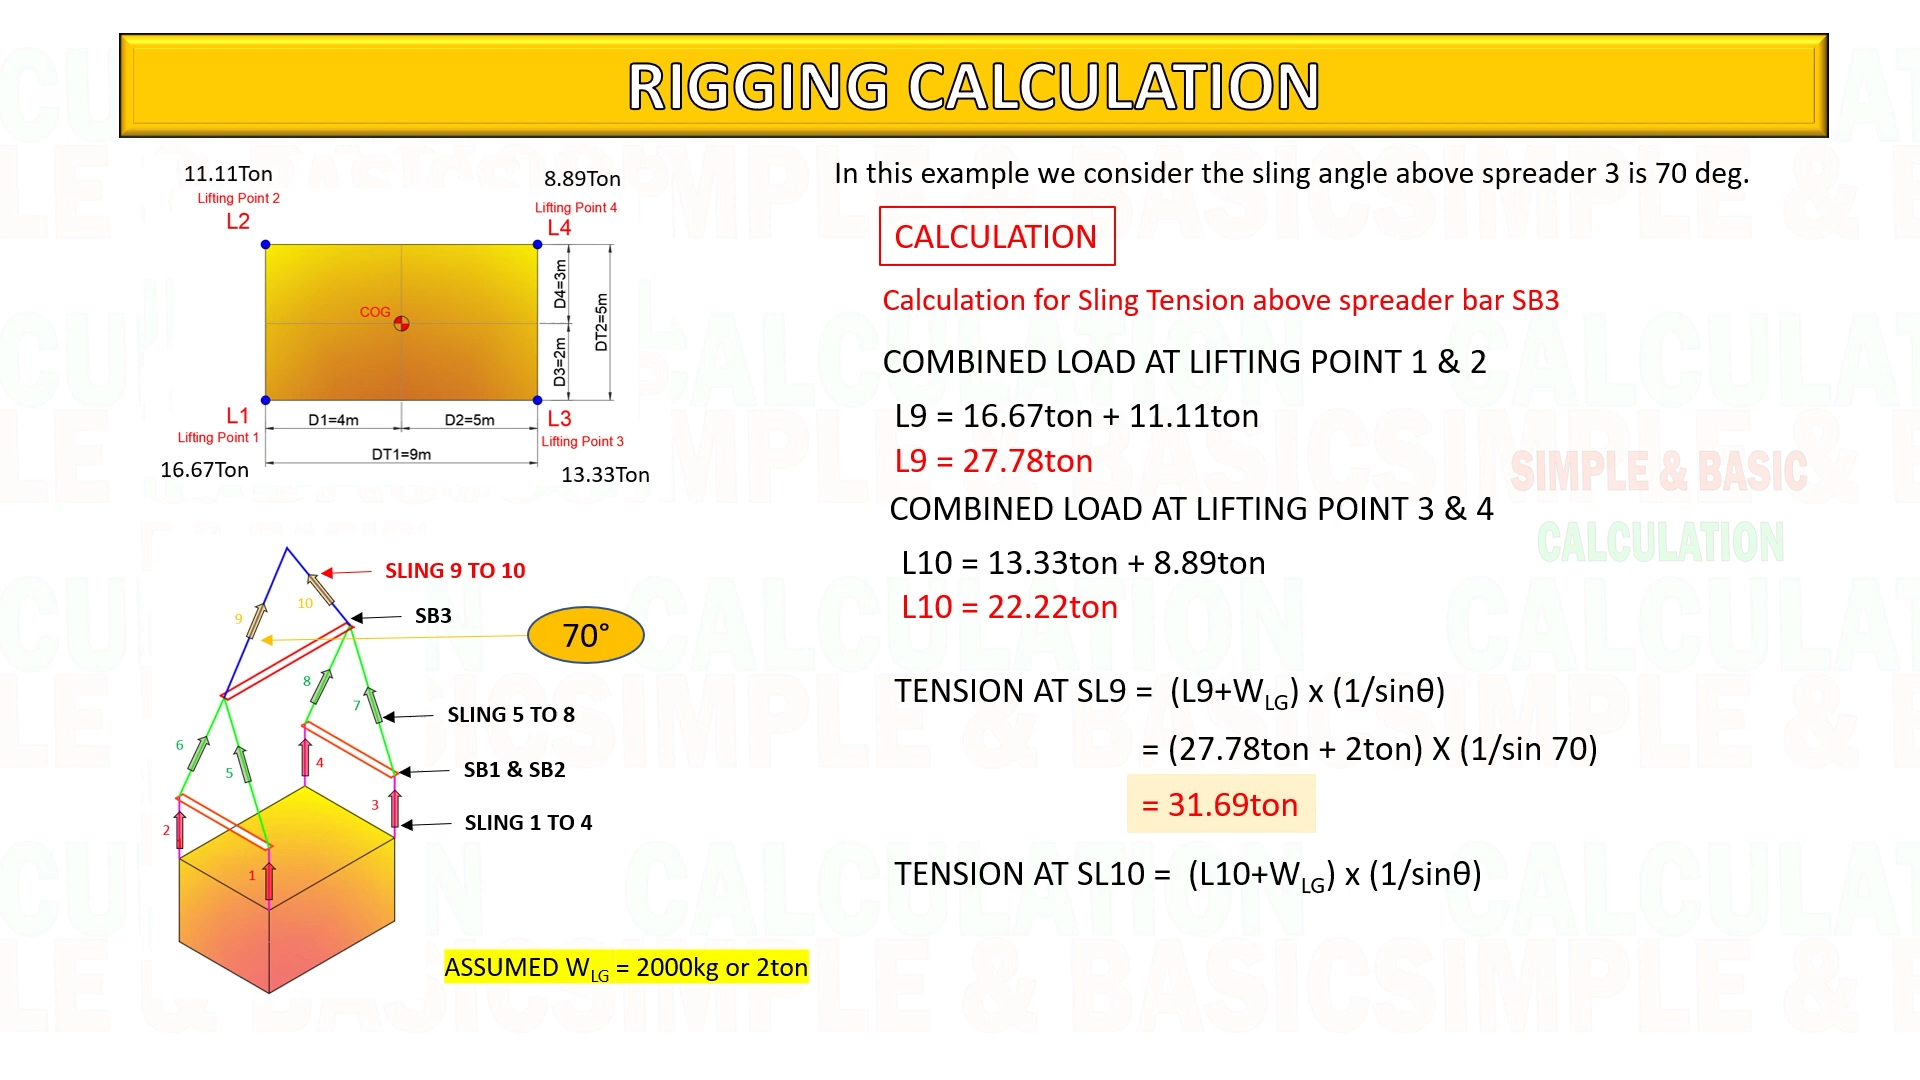 RIGGING CALCULATION
11.11Ton
Lifting Point 2
L2
8.89Ton
Lifting Point 4
L4
COG
D4=3m
D3=2m
DT2=5m
L1
Lifting Point 1
16.67Ton
D1=4m
D2=5m
DT1=9m
L3
Lifting Point 3
13.33Ton
In this example we consider the sling angle above spreader 3 is 70 deg.
CALCULATION
Calculation for Sling Tension above spreader bar SB3
COMBINED LOAD AT LIFTING POINT 1 & 2
L9 = 16.67ton + 11.11ton
L9 = 27.78ton
COMBINED LOAD AT LIFTING POINT 3 & 4
L10 = 13.33ton + 8.89ton
L10 = 22.22ton
TENSION AT SL9 = (L9+WLG) x (1/sinθ)
= (27.78ton + 2ton) X (1/sin 70)
= 31.69ton
TENSION AT SL10 = (L10+WLG) x (1/sinθ)
SIMPLE & BASIC
CALCULATION
SLING 9 TO 10
SB3
70°
SLING 5 TO 8
SB1 & SB2
SLING 1 TO 4
9
10
8
7
6
5
4
3
2
1
ASSUMED WLG = 2000kg or 2ton